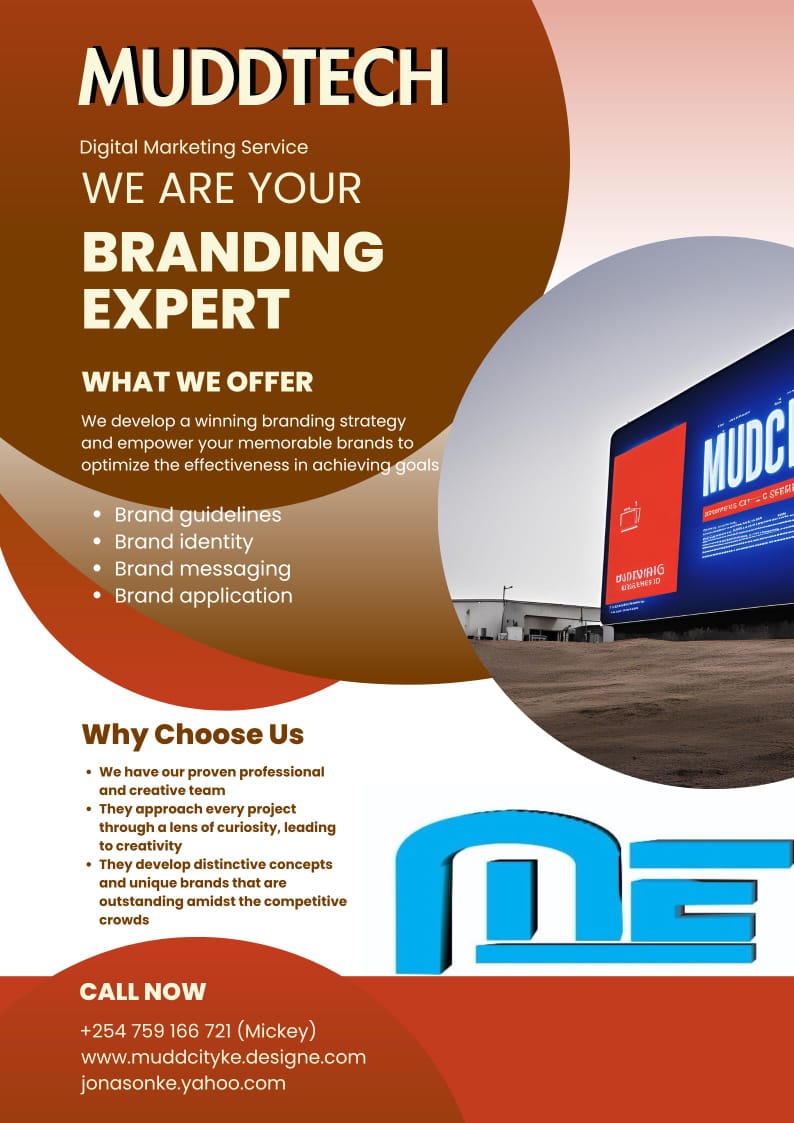 MUDDTECH
Digital Marketing Service
WE ARE YOUR
BRANDING
EXPERT
WHAT WE OFFER
We develop a winning branding strategy
and empower your memorable brands to
optimize the effectiveness in achieving goals
• Brand guidelines
• Brand identity
• Brand messaging
• Brand application
MUDCI
Why Choose Us
• We have our proven professional
and creative team
• They approach every project
through a lens of curiosity, leading
to creativity
• They develop distinctive concepts
and unique brands that are
outstanding amidst the competitive
crowds
CALL NOW
+254 759 166 721 (Mickey)
www.muddcityke.designe.com
jonasonke.yahoo.com